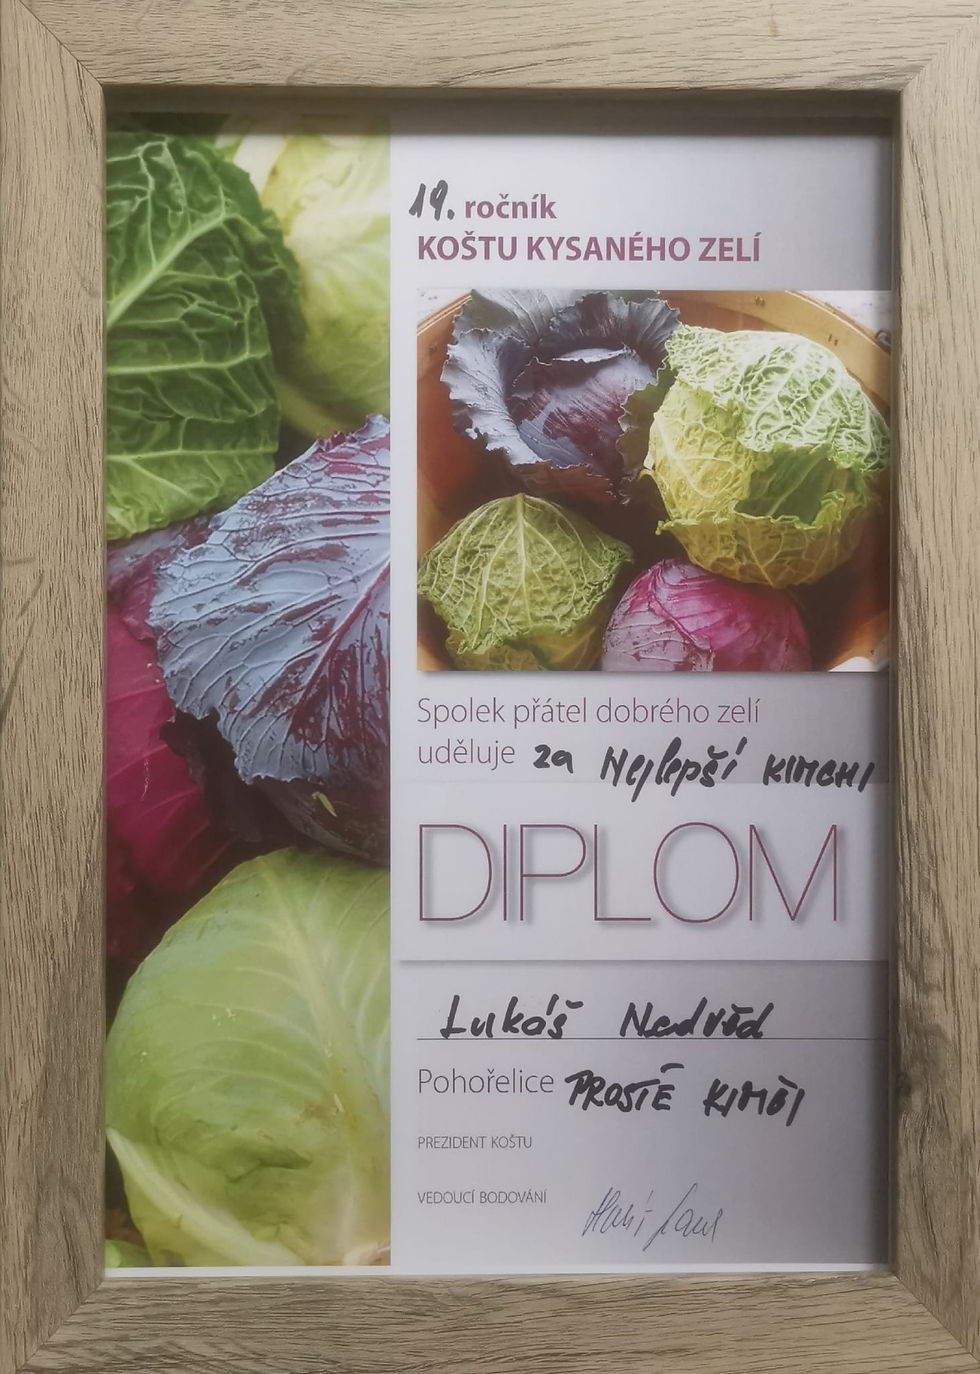 19. ročník
KOŠTU KYSANÉHO ZELÍ
Spolek přátel dobrého zelí
uděluje za Nejlepší KIMCHI
DIPLOM
Lukáš Nedvěd
Pohořelice PROSTĚ KIMČI
PREZIDENT KOŠTU
VEDOUCÍ BODOVÁNÍ